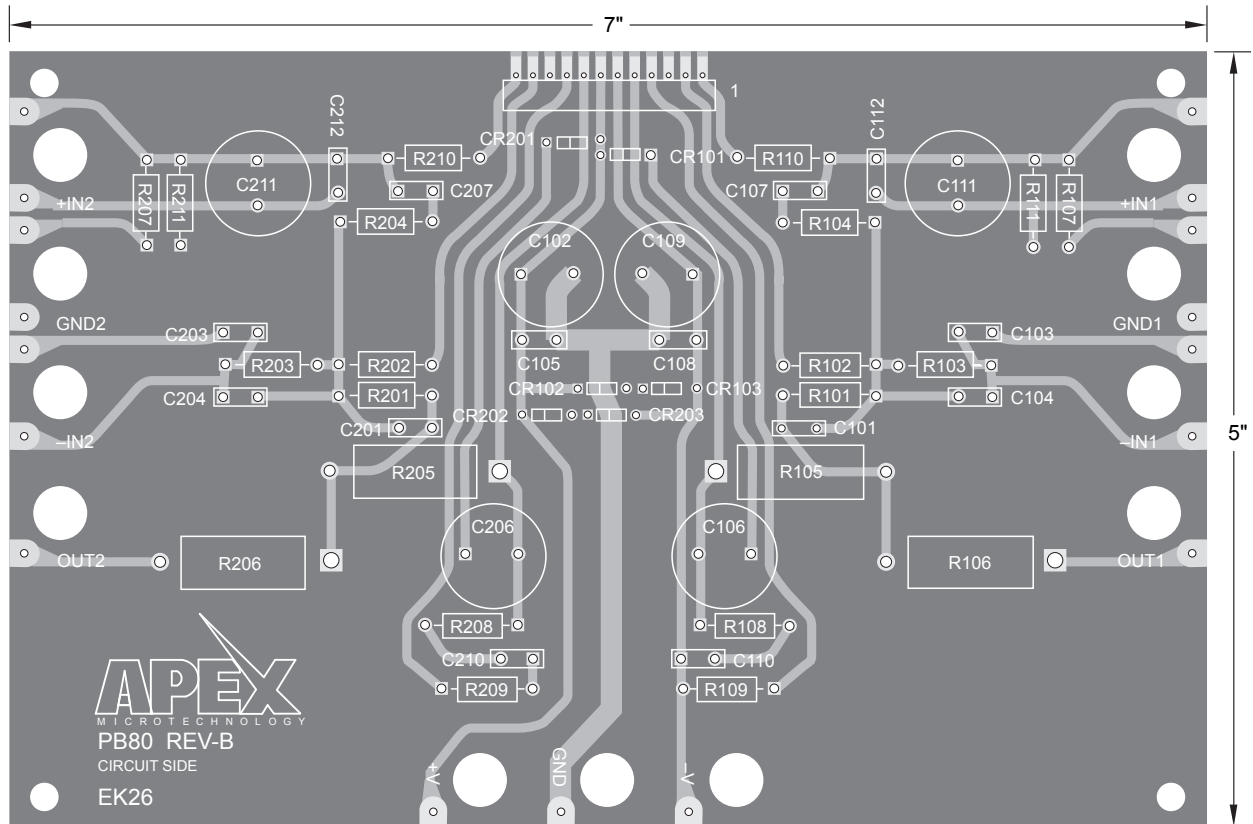 7"
1
CR201
CR101
C212
C112
R210
R110
C211
C111
C207
C107
R207
R211
R111
R107
+IN2
+IN1
R204
R104
C102
C109
GND2
GND1
C203
C103
C105
C108
R203
R202
R102
R103
CR102
CR103
C204
R201
R101
C104
CR202
CR203
C201
C101
–IN2
–IN1
5"
R205
R105
C206
C106
OUT2
R206
R106
OUT1
R208
R108
C210
C110
R209
R109
APEX
MICROTECHNOLOGY
PB80 REV-B
CIRCUIT SIDE
EK26
+V
GND
–V